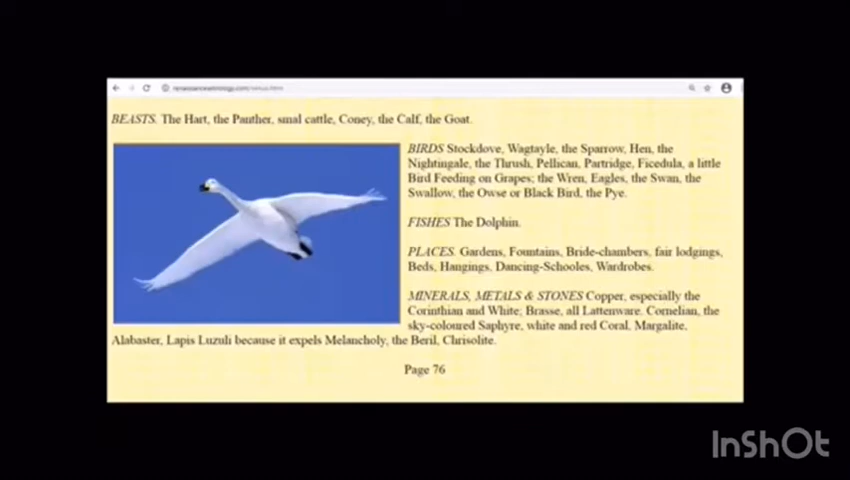 BEASTS. The Hart, the Panther, smal cattle, Coney, the Calf, the Goat.
BIRDS Stockdove, Wagtayle, the Sparrow, Hen, the
Nightingale, the Thrush, Pellican, Partridge, Ficedula, a little
Bird Feeding on Grapes; the Wren, Eagles, the Swan, the
Swallow, the Owse or Black Bird, the Pye.
FISHES The Dolphin.
PLACES. Gardens, Fountains, Bride-chambers, fair lodgings,
Beds, Hangings, Dancing-Schooles, Wardrobes.
MINERALS, METALS & STONES Copper, especially the
Corinthian and White; Brasse, all Lattenware. Cornelian, the
sky-coloured Saphyre, white and red Coral, Margalite,
Alabaster, Lapis Luzuli because it expels Melancholy, the Beril, Chrisolite.
Page 76
InShOt